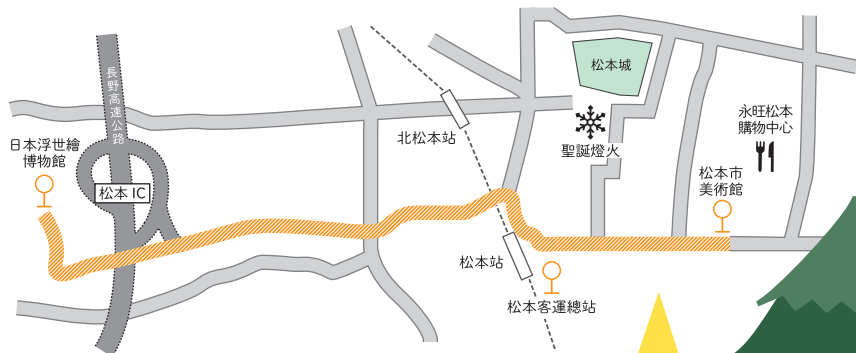 長野高速公路
松本城
永旺松本
購物中心
北松本站
日本浮世繪
博物館
聖誕燈火
松本市
美術館
松本 IC
松本站
松本客運總站